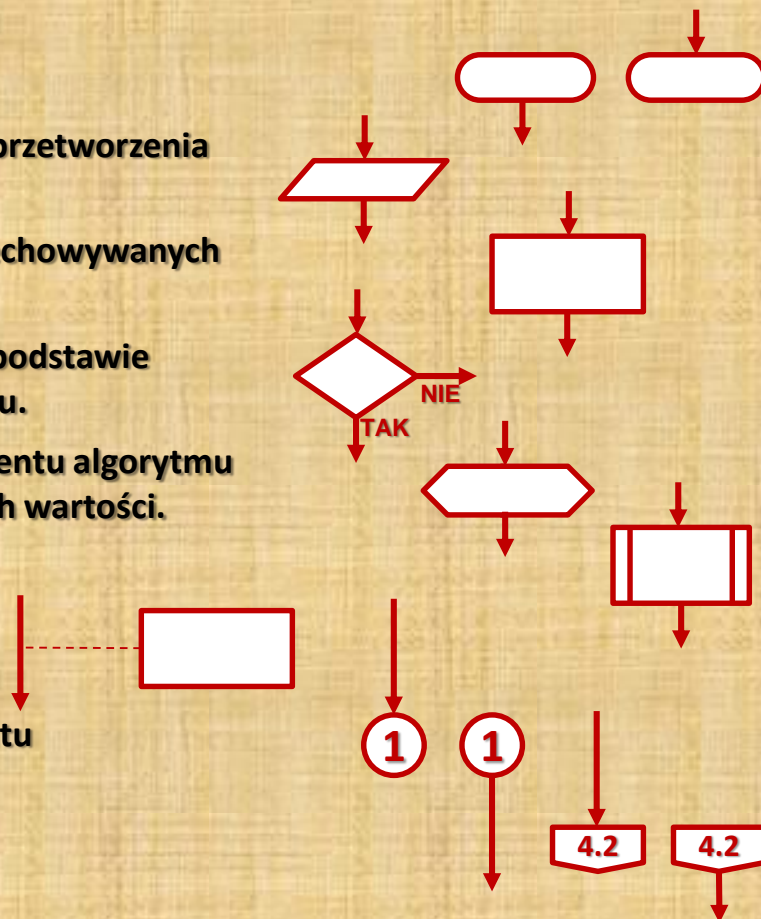 przetworzenia
chowywanych
podstawie
u.
NIE
TAK
entu algorytmu
h wartości.
tu
1
1
4.2
4.2